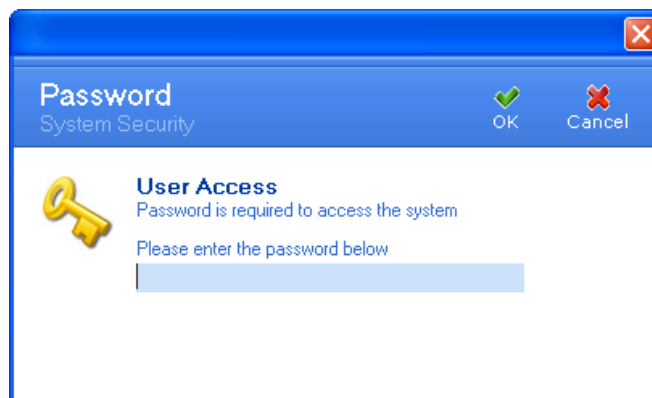 Password
System Security
OK
Cancel
User Access
Password is required to access the system
Please enter the password below